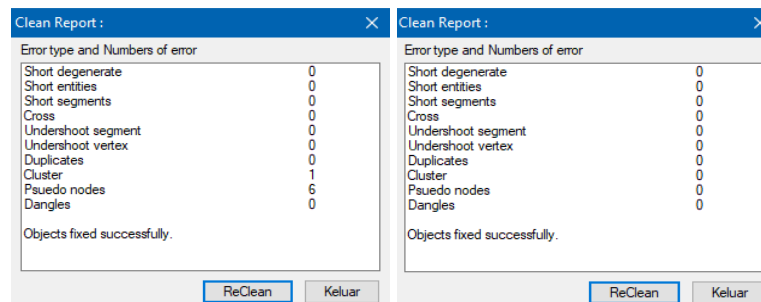 Clean Report :
Error type and Numbers of error
Short degenerate 0
Short entities 0
Short segments 0
Cross 0
Undershoot segment 0
Undershoot vertex 0
Duplicates 0
Cluster 1
Psuedo nodes 6
Dangles 0
Objects fixed successfully.
ReClean Keluar
Clean Report :
Error type and Numbers of error
Short degenerate 0
Short entities 0
Short segments 0
Cross 0
Undershoot segment 0
Undershoot vertex 0
Duplicates 0
Cluster 0
Psuedo nodes 0
Dangles 0
Objects fixed successfully.
ReClean Keluar